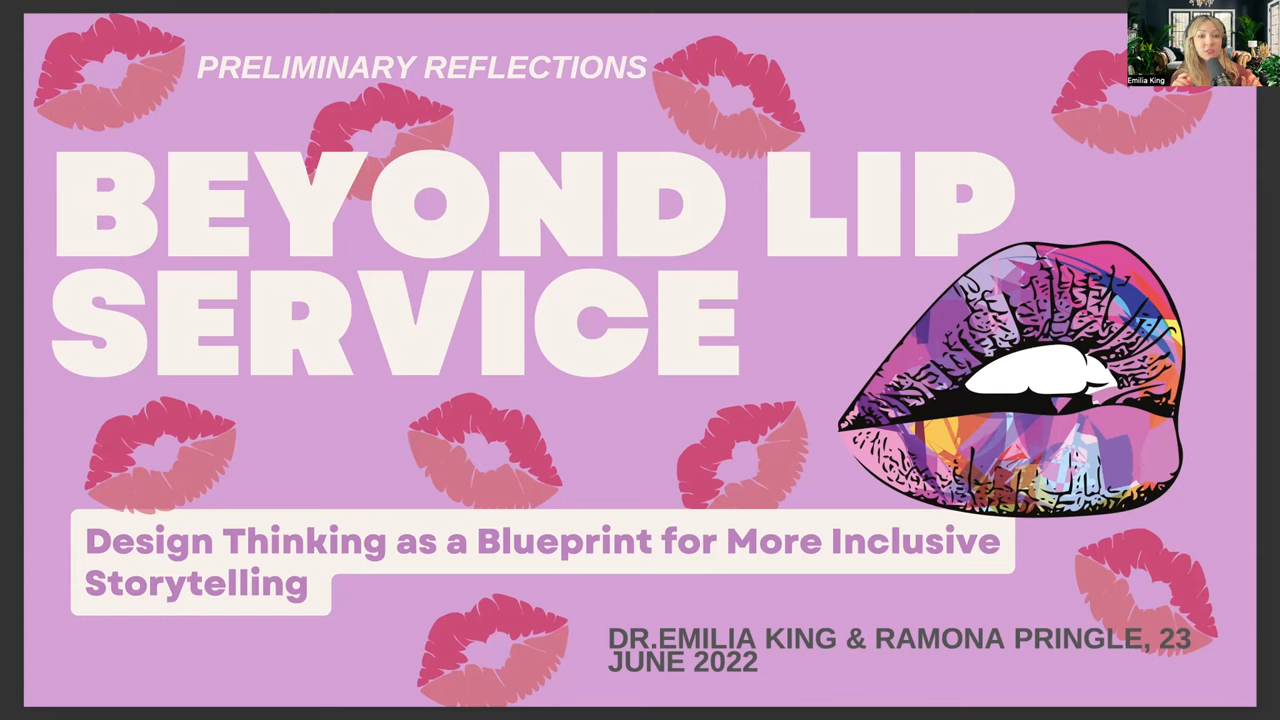 PRELIMINARY REFLECTIONS
Emilia King
BEYOND LIP
SERVICE
Design Thinking as a Blueprint for More Inclusive
Storytelling
DR.EMILIA KING & RAMONA PRINGLE, 23
JUNE 2022